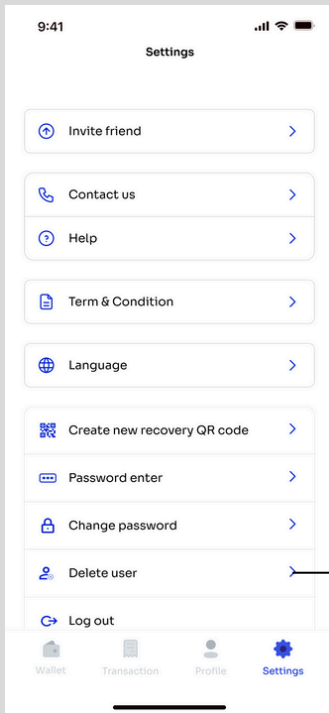 9:41
Settings
Invite friend
Contact us
Help
Term & Condition
Language
Create new recovery QR code
Password enter
Change password
Delete user
Log out
Wallet
Transaction
Profile
Settings